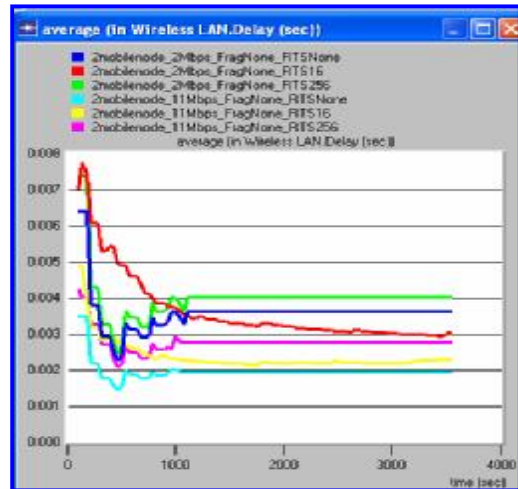 average (in Wireless LAN.Delay (sec))
2mobilenode_2Mbps_FragNone_RTSNone
2mobilenode_2Mbps_FragNone_RTS16
2mobilenode_2Mbps_FragNone_RTS256
2mobilenode_11Mbps_FragNone_RTSNone
2mobilenode_11Mbps_FragNone_RTS16
2mobilenode_11Mbps_FragNone_RTS256
average (in Wireless LAN.Delay (sec))
0.008
0.007
0.006
0.005
0.004
0.003
0.002
0.001
0.000
0 1000 2000 3000 4000
time (sec)